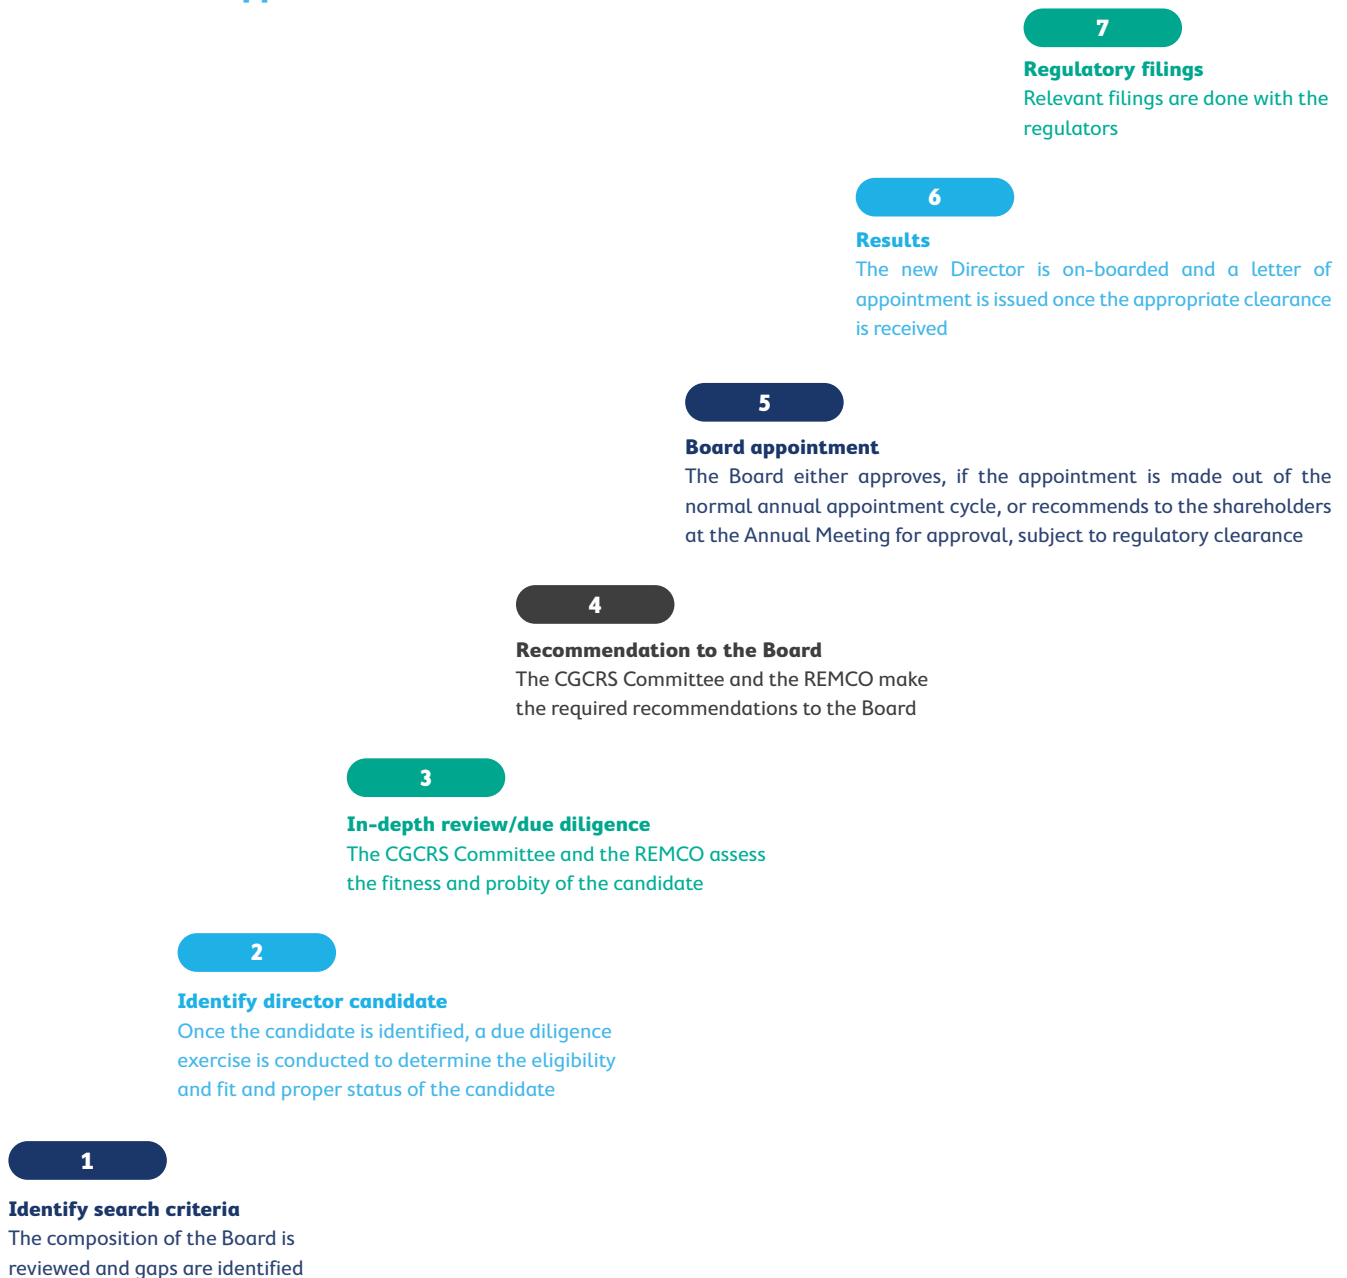 7
Regulatory filings
Relevant filings are done with the
regulators
6
Results
The new Director is on-boarded and a letter of
appointment is issued once the appropriate clearance
is received
5
Board appointment
The Board either approves, if the appointment is made out of the
normal annual appointment cycle, or recommends to the shareholders
at the Annual Meeting for approval, subject to regulatory clearance
4
Recommendation to the Board
The CGCRS Committee and the REMCO make
the required recommendations to the Board
3
In-depth review/due diligence
The CGCRS Committee and the REMCO assess
the fitness and probity of the candidate
2
Identify director candidate
Once the candidate is identified, a due diligence
exercise is conducted to determine the eligibility
and fit and proper status of the candidate
1
Identify search criteria
The composition of the Board is
reviewed and gaps are identified